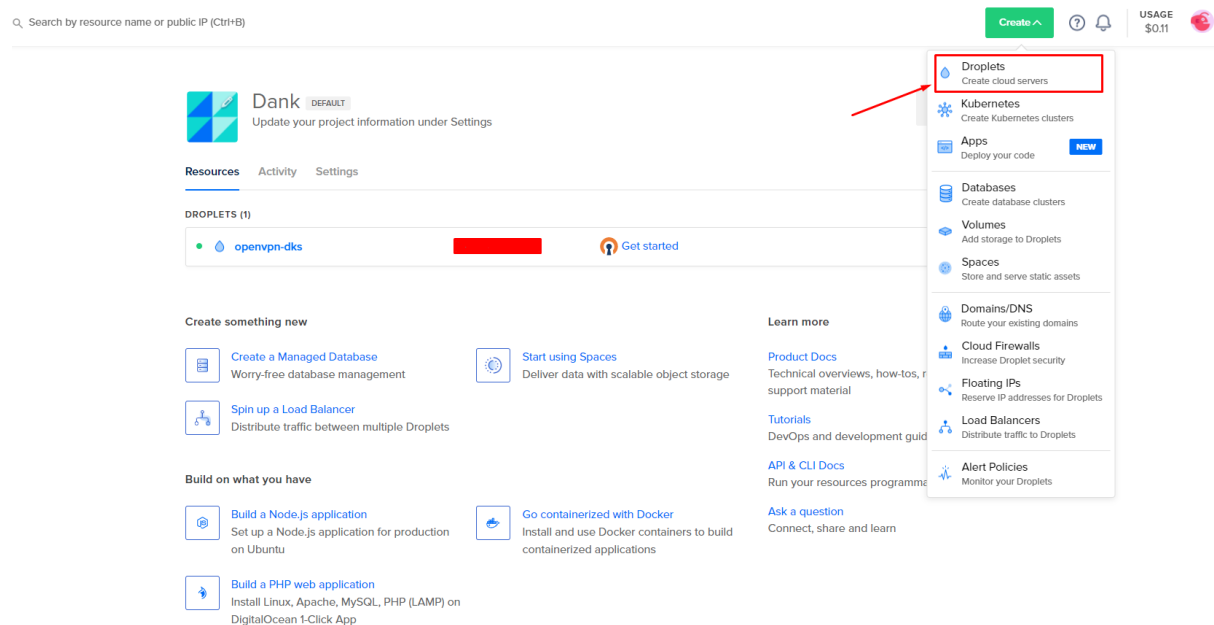 Search by resource name or public IP (Ctrl+B)
Create
USAGE
$0.11
Droplets
Create cloud servers
Kubernetes
Create Kubernetes clusters
Apps
Deploy your code
NEW
Databases
Create database clusters
Volumes
Add storage to Droplets
Spaces
Store and serve static assets
Domains/DNS
Route your existing domains
Cloud Firewalls
Increase Droplet security
Floating IPs
Reserve IP addresses for Droplets
Load Balancers
Distribute traffic to Droplets
Alert Policies
Monitor your Droplets
Dank DEFAULT
Update your project information under Settings
Resources Activity Settings
DROPLETS (1)
openvpn-dks Get started
Create something new
Create a Managed Database
Worry-free database management
Start using Spaces
Deliver data with scalable object storage
Spin up a Load Balancer
Distribute traffic between multiple Droplets
Build on what you have
Build a Node.js application
Set up a Node.js application for production
on Ubuntu
Go containerized with Docker
Install and use Docker containers to build
containerized applications
Build a PHP web application
Install Linux, Apache, MySQL, PHP (LAMP) on
DigitalOcean 1-Click App
Learn more
Product Docs
Technical overviews, how-tos,
support material
Tutorials
DevOps and development
API & CLI Docs
Run your resources
Ask a question
Connect, share and learn